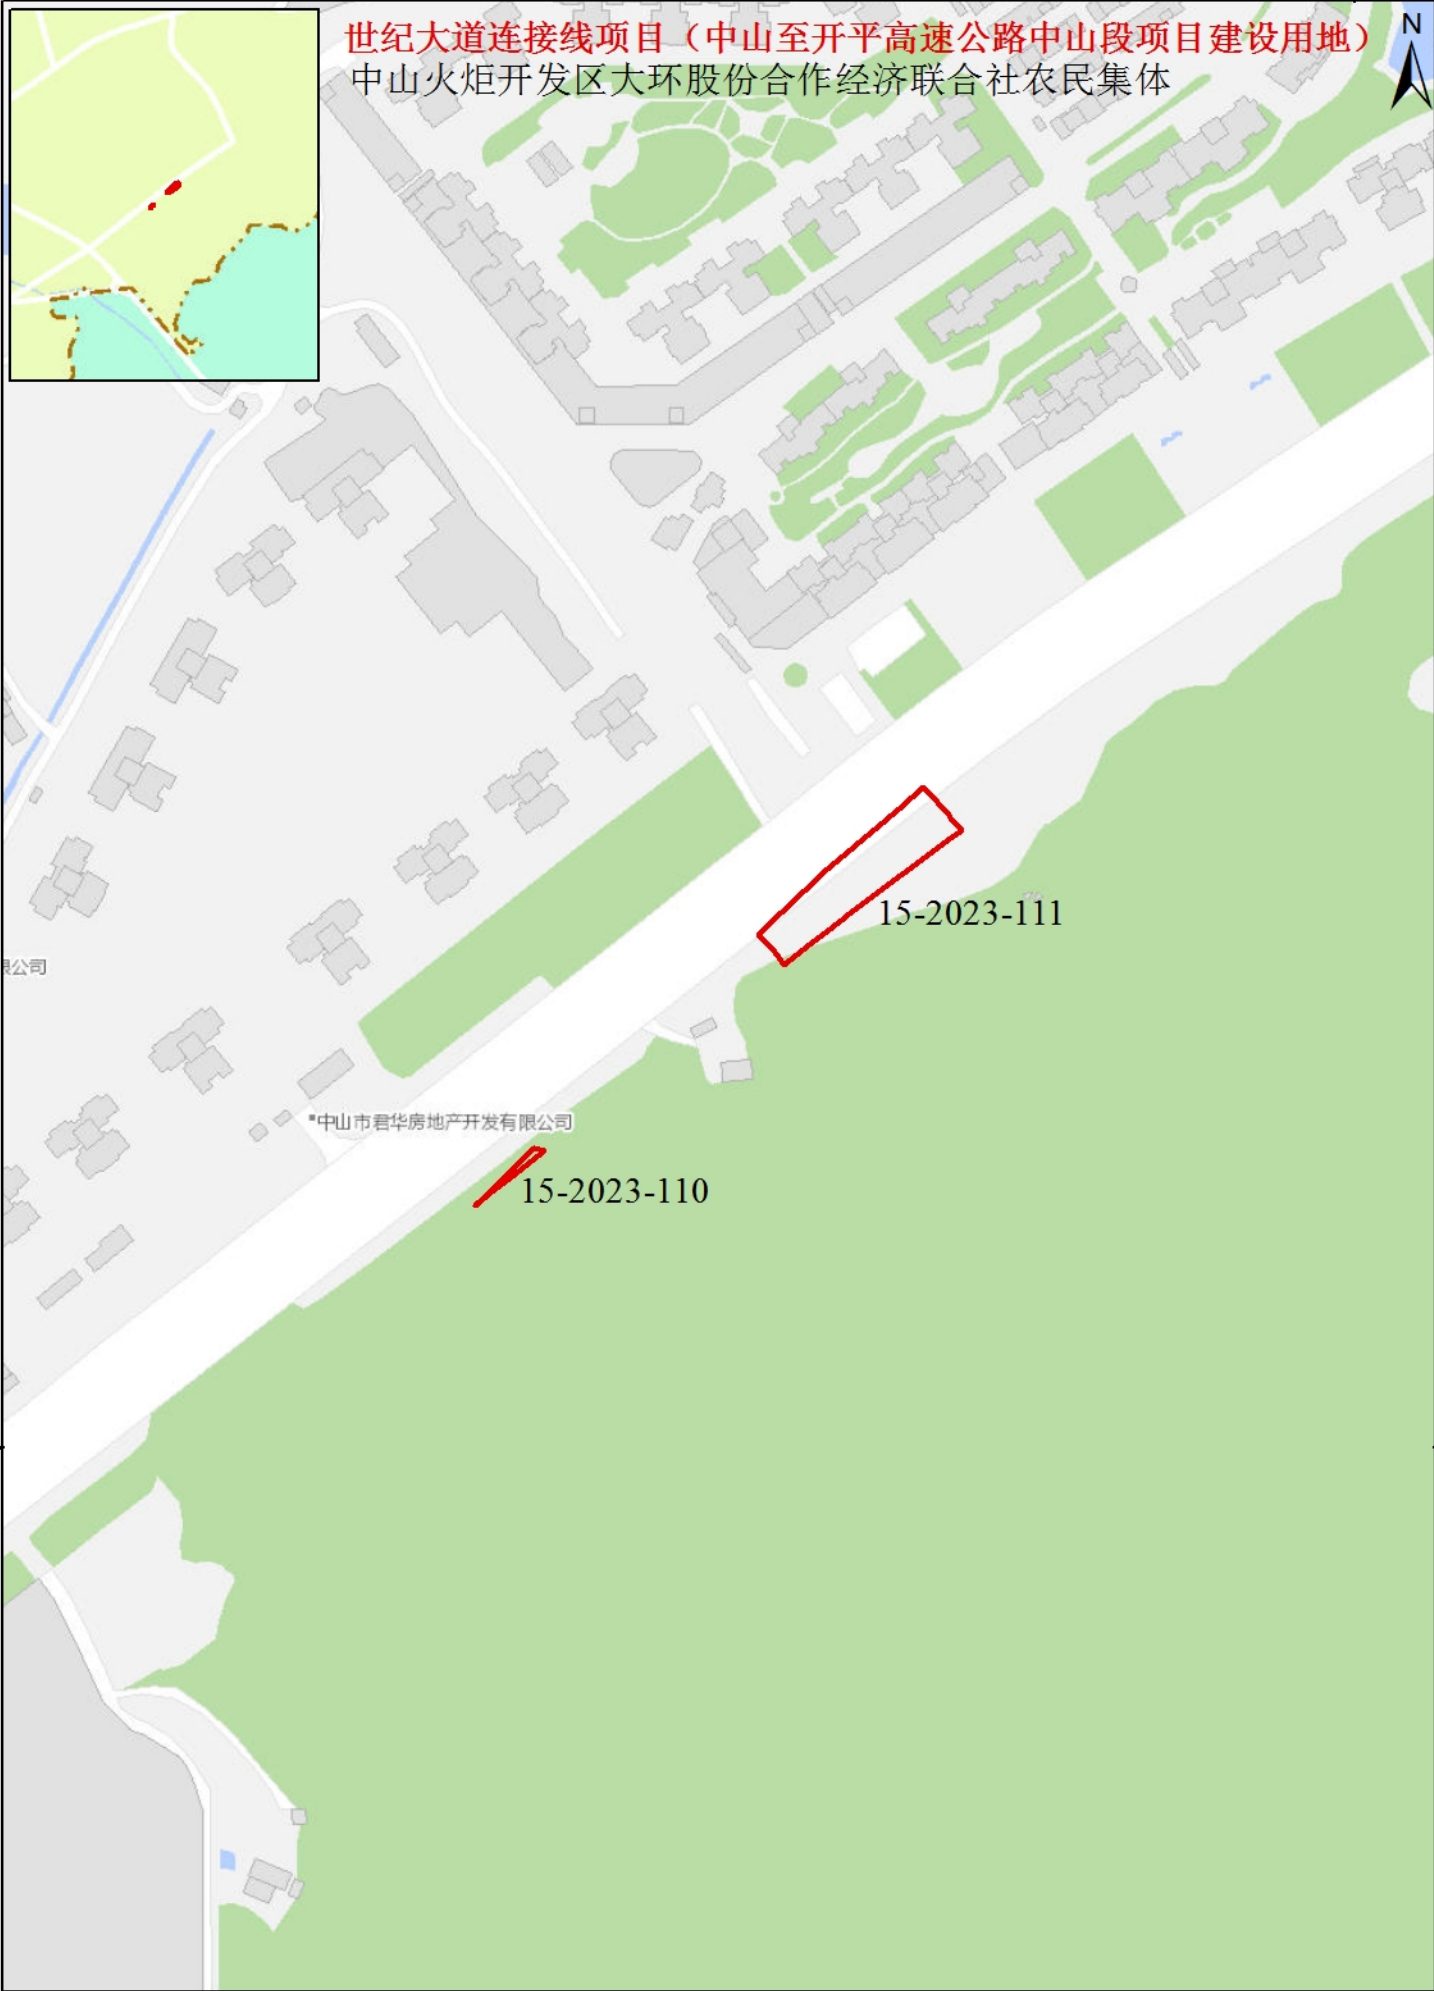 世纪大道连接线项目（中山至开平高速公路中山段项目建设用地）
中山火炬开发区大环股份合作经济联合社农民集体
N
15-2023-111
公司
中山市君华房地产开发有限公司
15-2023-110